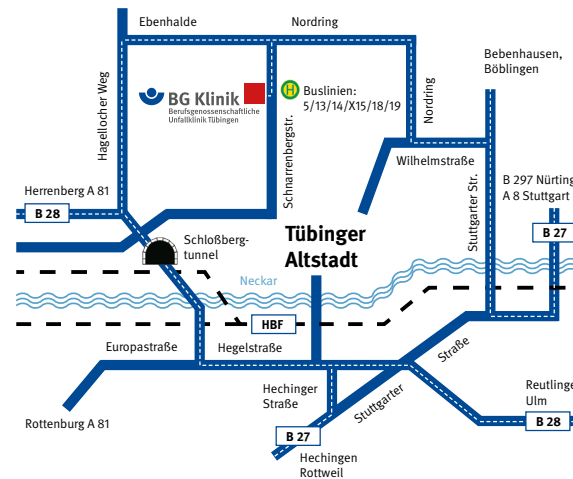 Ebenhalde
Nordring
Bebenhausen,
Böblingen
Hagellocher Weg
BG Klinik
Berufsgenossenschaftliche
Unfallklinik Tübingen
H
Buslinien:
5/13/14/X15/18/19
Nordring
Schnarrenbergstr.
Wilhelmstraße
Herrenberg A 81
B 28
Stuttgarter Str.
B 297 Nürting
A 8 Stuttgart
B 27
Schloßberg-
tunnel
Tübinger
Altstadt
Neckar
HBF
Europastraße
Hegelstraße
Stuttgarter
Straße
Hechinger
Straße
Rottenburg A 81
Reutlinge
Ulm
B 28
B 27
Hechingen
Rottweil